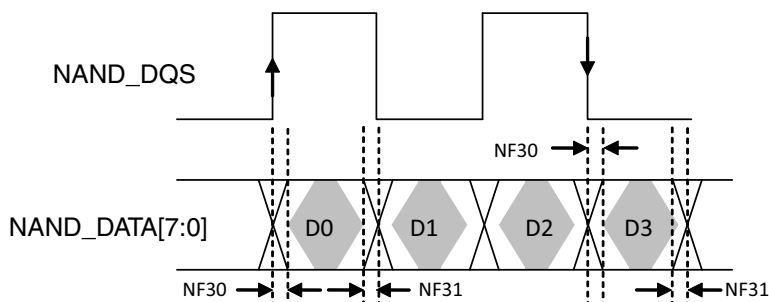 NAND_DQS
NF30
NAND_DATA[7:0]
D0 D1 D2 D3
NF30 NF31 NF31